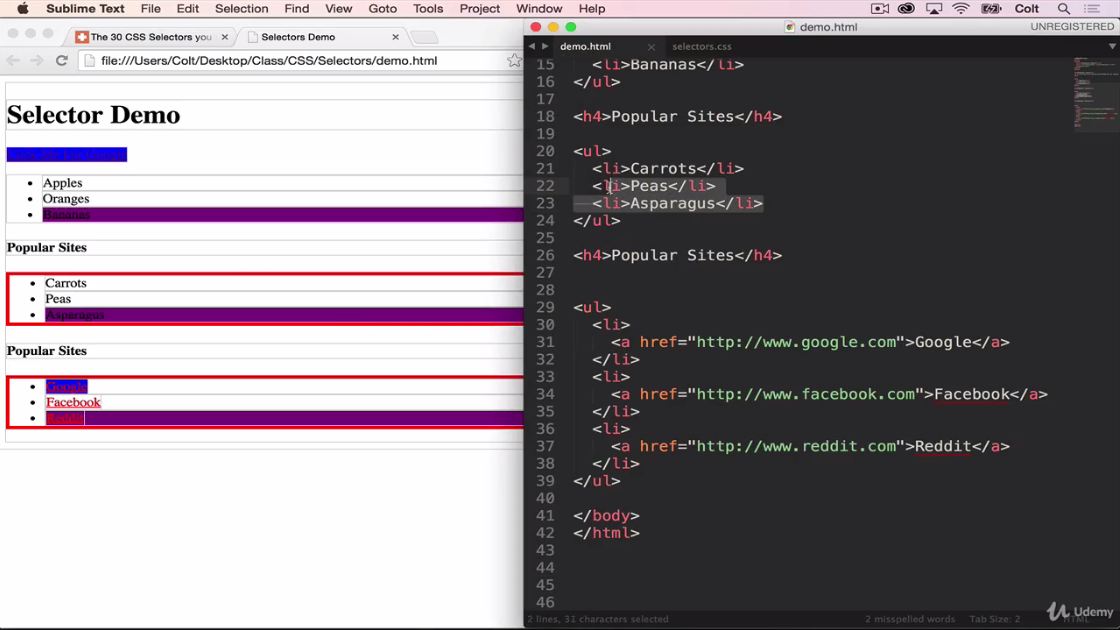 Sublime Text File Edit Selection Find View Goto Tools Project Window Help Colt
The 30 CSS Selectors you
Selectors Demo
demo.html
UNREGISTERED
file:///Users/Colt/Desktop/Class/CSS/Selectors/demo.html
demo.html
selectors.css
Selector Demo
Apples
Oranges
Bananas
Popular Sites
Carrots
Peas
Asparagus
Popular Sites
Google
Facebook
Reddit
15 <li>Bananas</li>
16 </ul>
17
18 <h4>Popular Sites</h4>
19
20 <ul>
21 <li>Carrots</li>
22 <li>Peas</li>
23 <li>Asparagus</li>
24 </ul>
25
26 <h4>Popular Sites</h4>
27
28
29 <ul>
30 <li>
31 <a href="http://www.google.com">Google</a>
32 </li>
33 <li>
34 <a href="http://www.facebook.com">Facebook</a>
35 </li>
36 <li>
37 <a href="http://www.reddit.com">Reddit</a>
38 </li>
39 </ul>
40
41 </body>
42 </html>
43
44
45
46
2 lines, 31 characters selected
2 misspelled words
Tab Size: 2
HTML
Udemy